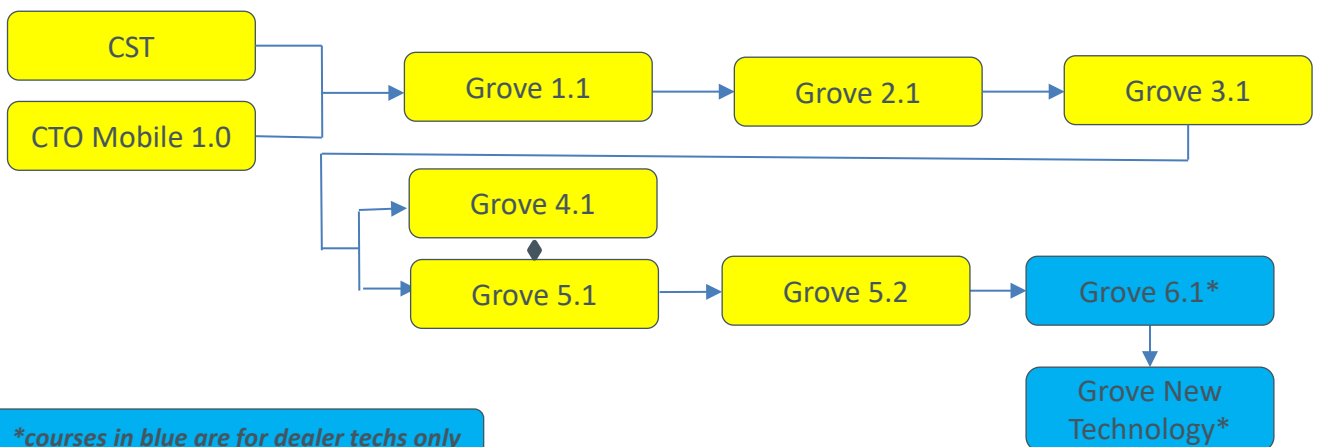 CST
CTO Mobile 1.0
Grove 1.1
Grove 2.1
Grove 3.1
Grove 4.1
Grove 5.1
Grove 5.2
Grove 6.1*
Grove New
Technology*
*courses in blue are for dealer techs only